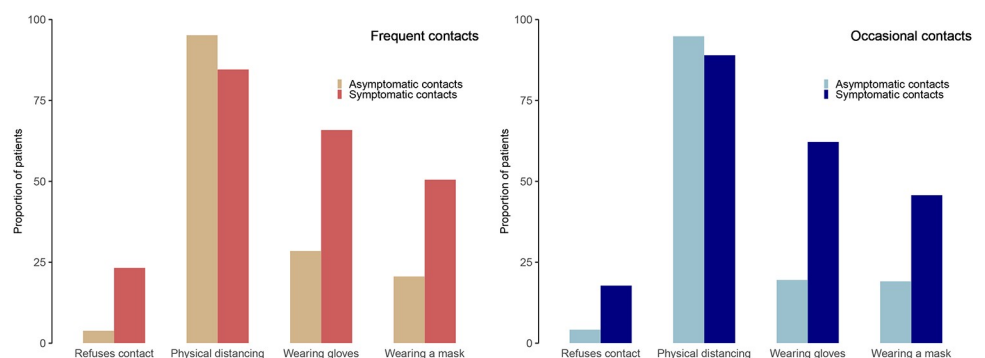 100
75
50
25
0
Proportion of patients
Frequent contacts
Asymptomatic contacts
Symptomatic contacts
Refuses contact
Physical distancing
Wearing gloves
Wearing a mask
100
75
50
25
0
Proportion of patients
Occasional contacts
Asymptomatic contacts
Symptomatic contacts
Refuses contact
Physical distancing
Wearing gloves
Wearing a mask